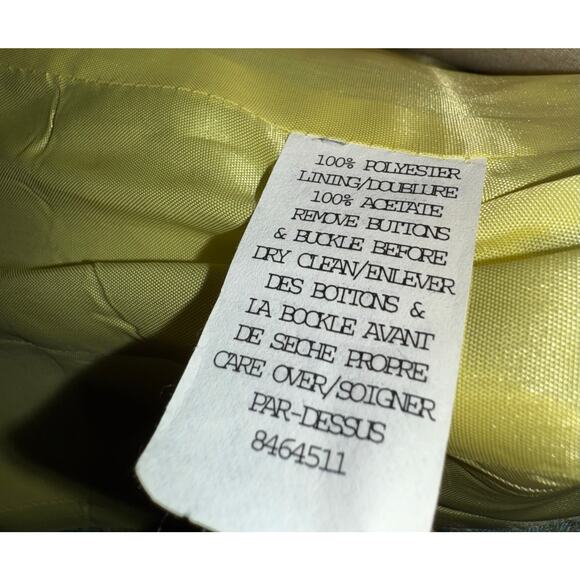 100% POLYESTER
LINING/DOUBLURE
100% ACETATE
REMOVE BUTTONS
& BUCKLE BEFORE
DRY CLEAN/ENLEVER
DES BOTTONS &
LA BOCKLE AVANT
DE SECHE PROPRE
CARE OVER/SOIGNER
PAR-DESSUS
8464511